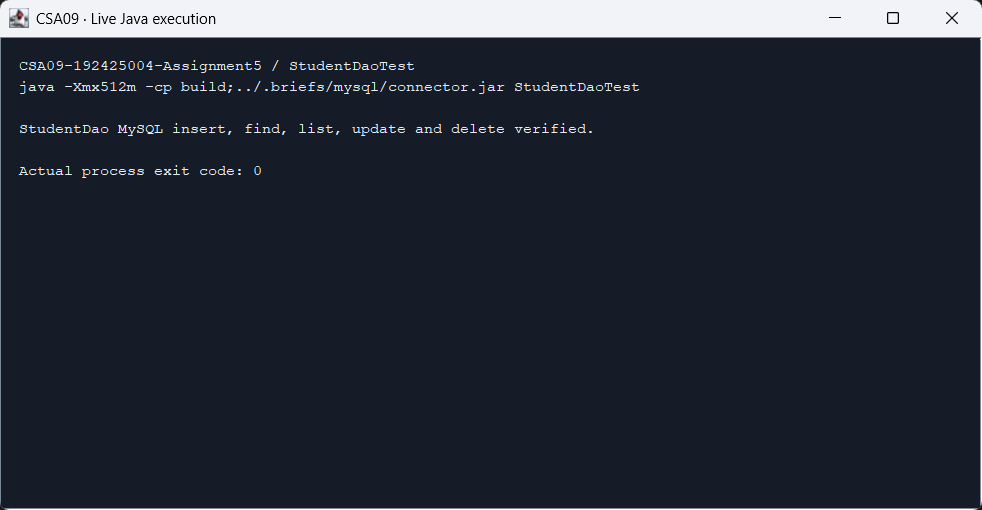 CSA09 · Live Java execution
CSA09-192425004-Assignment5 / StudentDaoTest
java -Xmx512m -cp build;../.briefs/mysql/connector.jar StudentDaoTest
StudentDao MySQL insert, find, list, update and delete verified.
Actual process exit code: 0